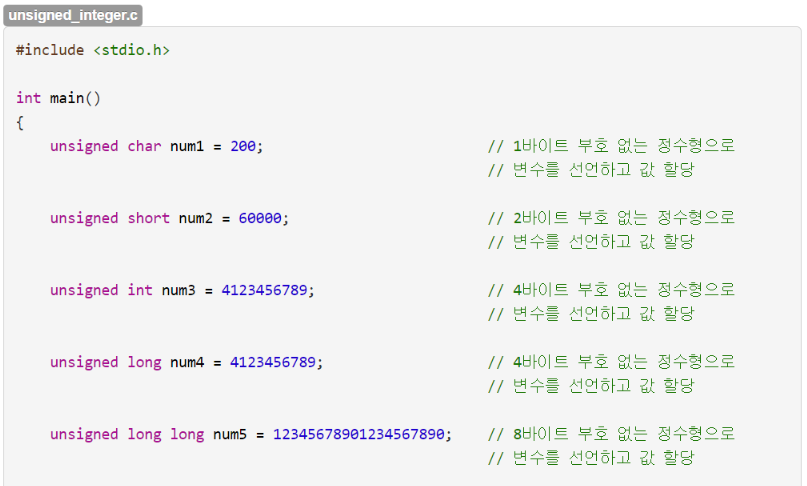 unsigned_integer.c
#include <stdio.h>
int main()
{
unsigned char num1 = 200; // 1바이트 부호 없는 정수형으로
// 변수를 선언하고 값 할당
unsigned short num2 = 60000; // 2바이트 부호 없는 정수형으로
// 변수를 선언하고 값 할당
unsigned int num3 = 4123456789; // 4바이트 부호 없는 정수형으로
// 변수를 선언하고 값 할당
unsigned long num4 = 4123456789; // 4바이트 부호 없는 정수형으로
// 변수를 선언하고 값 할당
unsigned long long num5 = 12345678901234567890; // 8바이트 부호 없는 정수형으로
// 변수를 선언하고 값 할당